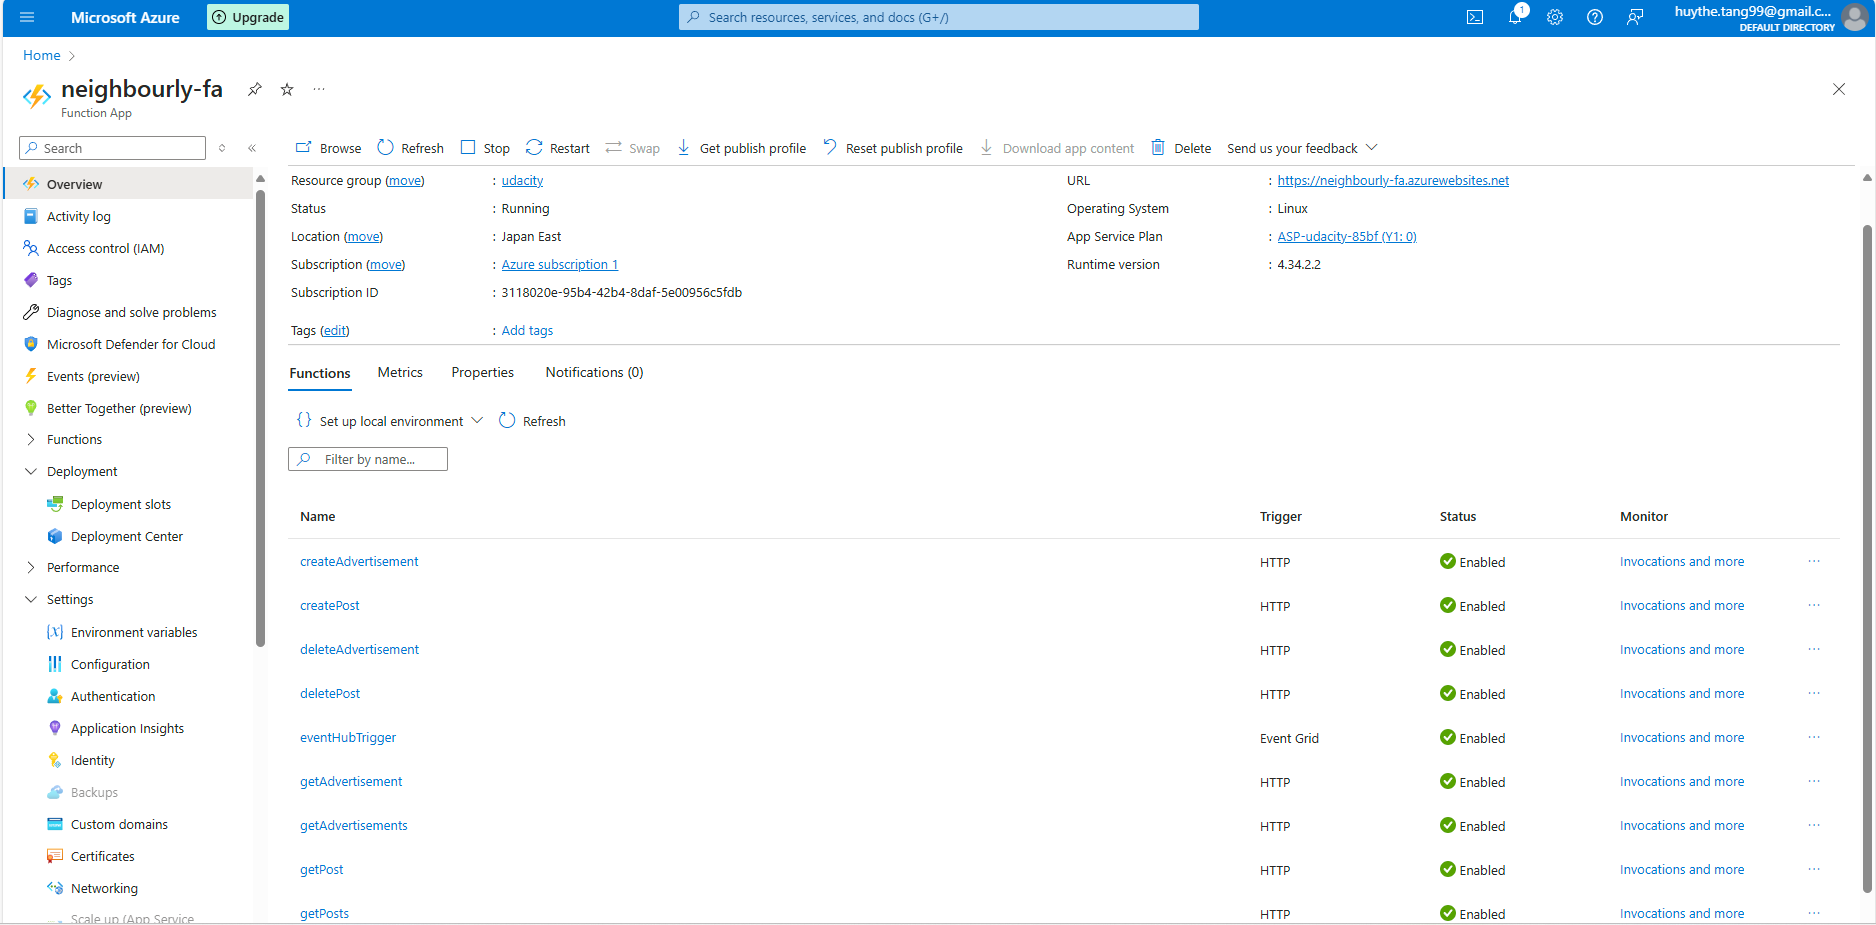 Microsoft Azure
Upgrade
Search resources, services, and docs (G+/)
1
huythe.tang99@gmail.c...
DEFAULT DIRECTORY
Home
neighbourly-fa
...
Function App
Search
Browse
Refresh
Stop
Restart
Swap
Get publish profile
Reset publish profile
Download app content
Delete
Send us your feedback
Overview
Activity log
Access control (IAM)
Tags
Diagnose and solve problems
Microsoft Defender for Cloud
Events (preview)
Better Together (preview)
Functions
Deployment
Deployment slots
Deployment Center
Performance
Settings
Environment variables
Configuration
Authentication
Application Insights
Identity
Backups
Custom domains
Certificates
Networking
Scale up (App Service
Resource group (move) : udacity
Status : Running
Location (move) : Japan East
Subscription (move) : Azure subscription 1
Subscription ID : 3118020e-95b4-42b4-8daf-5e00956c5fdb
Tags (edit) : Add tags
URL : https://neighbourly-fa.azurewebsites.net
Operating System : Linux
App Service Plan : ASP-udacity-85bf (Y1: 0)
Runtime version : 4.34.2.2
Functions Metrics Properties Notifications (0)
Set up local environment Refresh
Filter by name...
Name Trigger Status Monitor
createAdvertisement HTTP Enabled Invocations and more ...
createPost HTTP Enabled Invocations and more ...
deleteAdvertisement HTTP Enabled Invocations and more ...
deletePost HTTP Enabled Invocations and more ...
eventHubTrigger Event Grid Enabled Invocations and more ...
getAdvertisement HTTP Enabled Invocations and more ...
getAdvertisements HTTP Enabled Invocations and more ...
getPost HTTP Enabled Invocations and more ...
getPosts HTTP Enabled Invocations and more ...